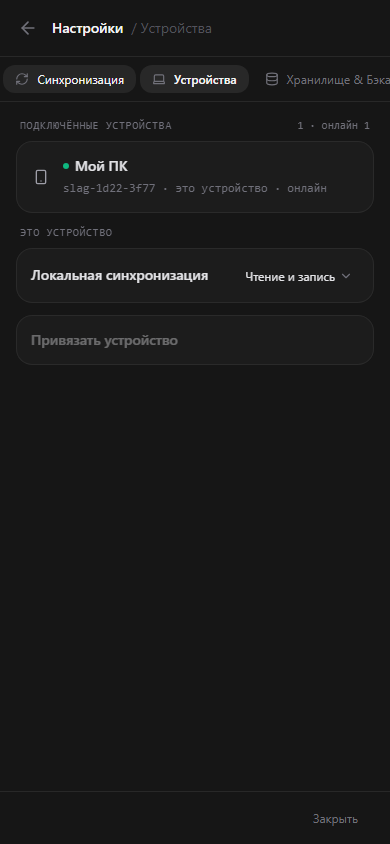 Настройки / Устройства
Синхронизация Устройства Хранилище & Бэка
ПОДКЛЮЧЁННЫЕ УСТРОЙСТВА 1 · онлайн 1
Мой ПК
slag-1d22-3f77 · это устройство · онлайн
ЭТО УСТРОЙСТВО
Локальная синхронизация Чтение и запись
Привязать устройство
Закрыть